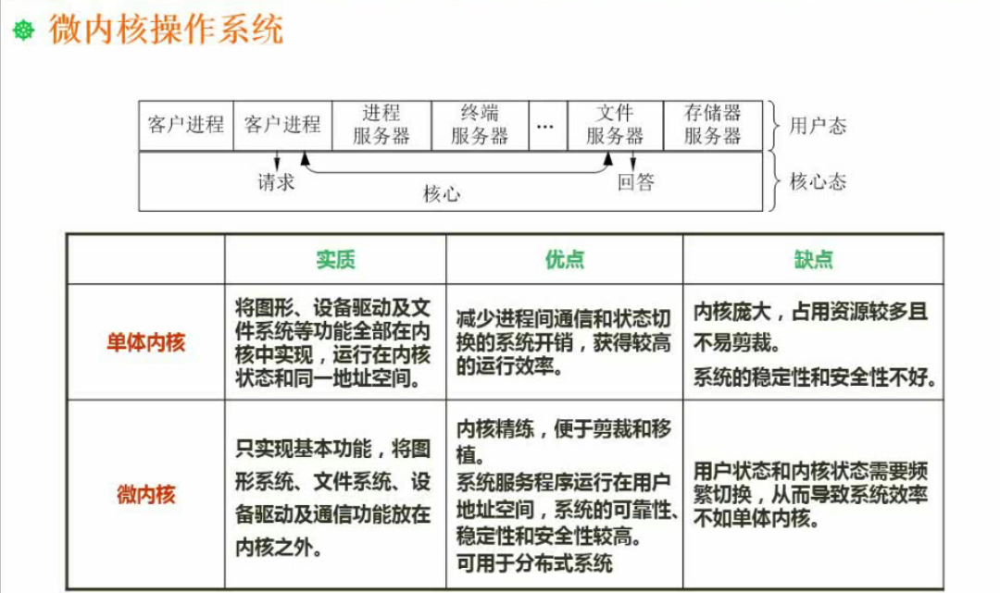 微内核操作系统
客户进程 客户进程 进程 服务器 终端 服务器 ··· 文件 服务器 存储器 服务器 用户态
请求 核心 回答 核心态
实质 优点 缺点
单体内核
将图形、设备驱动及文
件系统等功能全部在内
核中实现，运行在内核
状态和同一地址空间。
减少进程间通信和状态切
换的系统开销，获得较高
的运行效率。
内核庞大，占用资源较多且
不易剪裁。
系统的稳定性和安全性不好。
微内核
只实现基本功能，将图
形系统、文件系统、设
备驱动及通信功能放在
内核之外。
内核精练，便于剪裁和移
植。
系统服务程序运行在用户
地址空间，系统的可靠性、
稳定性和安全性较高。
可用于分布式系统
用户状态和内核状态需要频
繁切换，从而导致系统效率
不如单体内核。